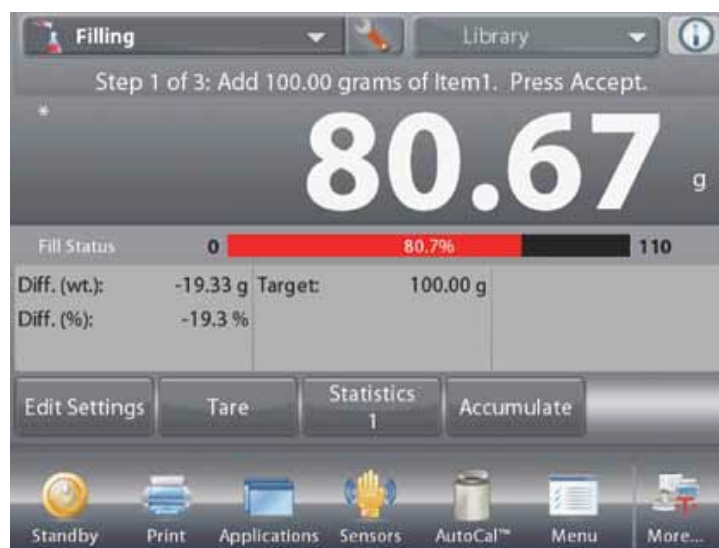 Filling Library
Step 1 of 3: Add 100.00 grams of Item1. Press Accept.
*
80.67 g
Fill Status 0 80.7% 110
Diff. (wt.): -19.33 g Target: 100.00 g
Diff. (%): -19.3 %
Edit Settings Tare Statistics 1 Accumulate
Standby Print Applications Sensors AutoCal™ Menu More...